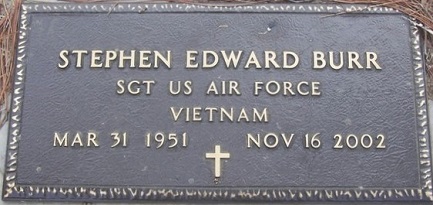 STEPHEN EDWARD BURR
SGT US AIR FORCE
VIETNAM
MAR 31 1951 NOV 16 2002